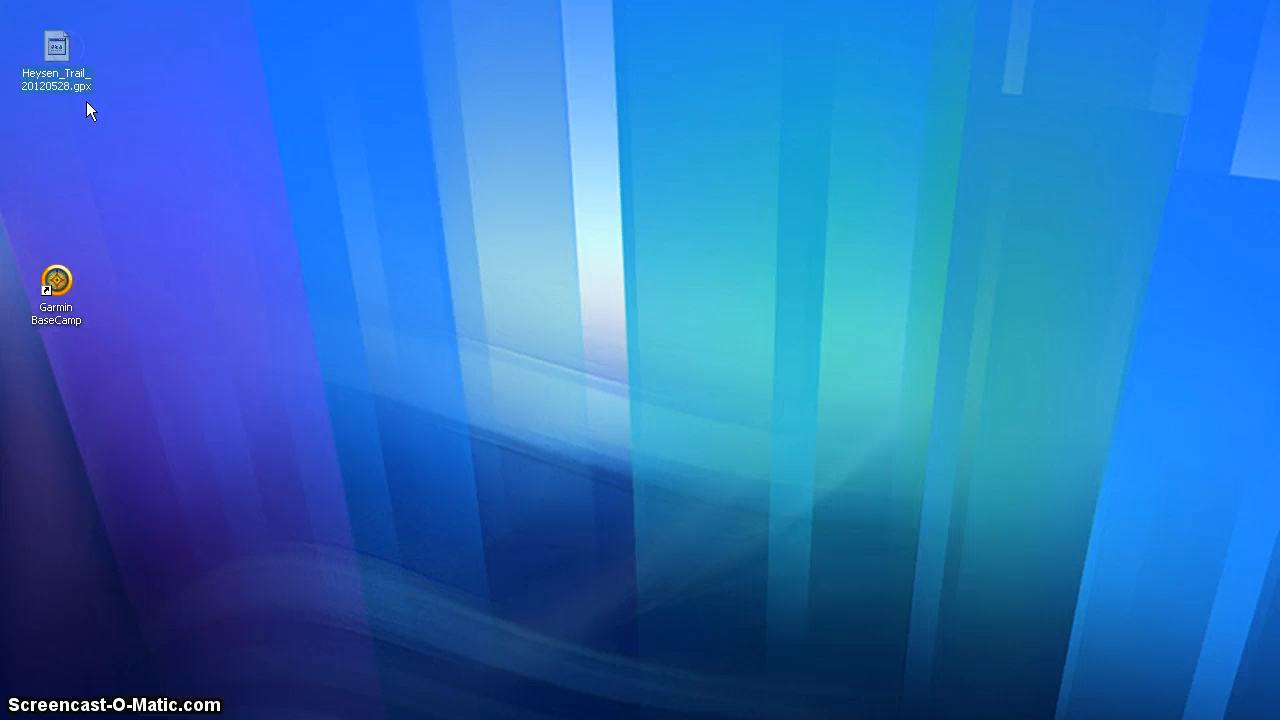 Heysen_Trail_
20120528.gpx
Garmin
BaseCamp
Screencast-O-Matic.com